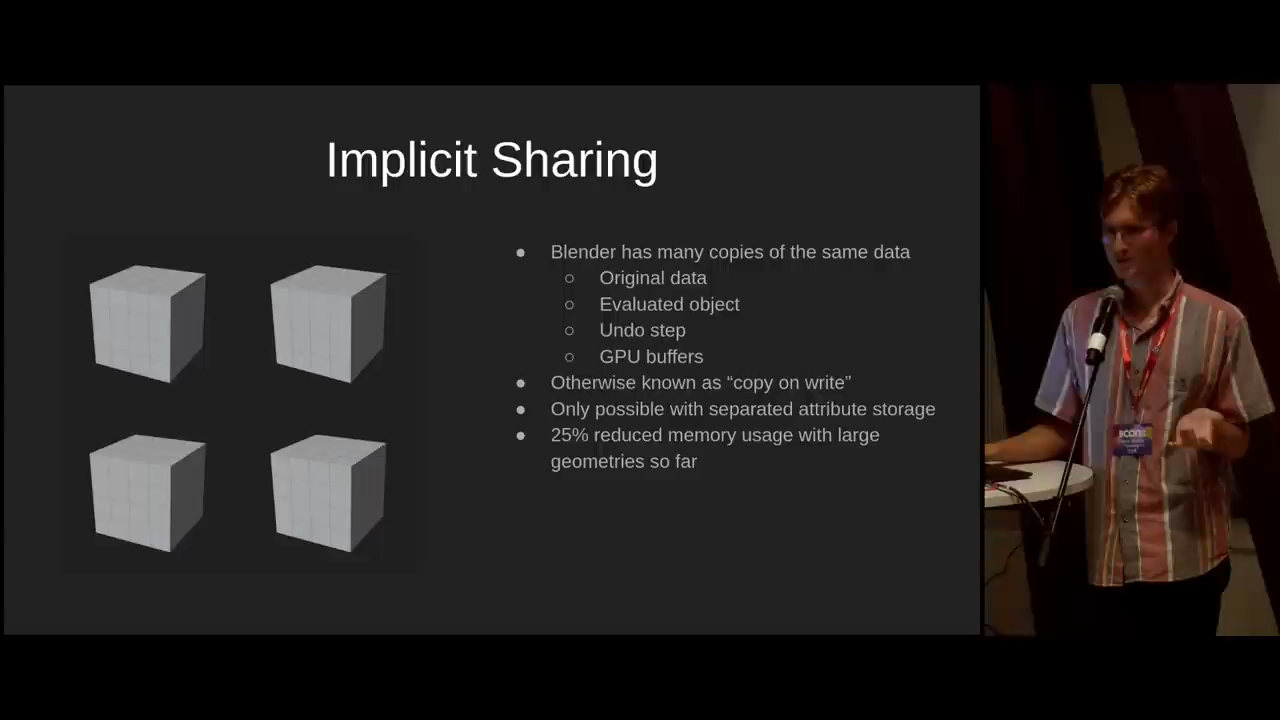 Implicit Sharing
● Blender has many copies of the same data
○ Original data
○ Evaluated object
○ Undo step
○ GPU buffers
● Otherwise known as “copy on write”
● Only possible with separated attribute storage
● 25% reduced memory usage with large
geometries so far
BCON